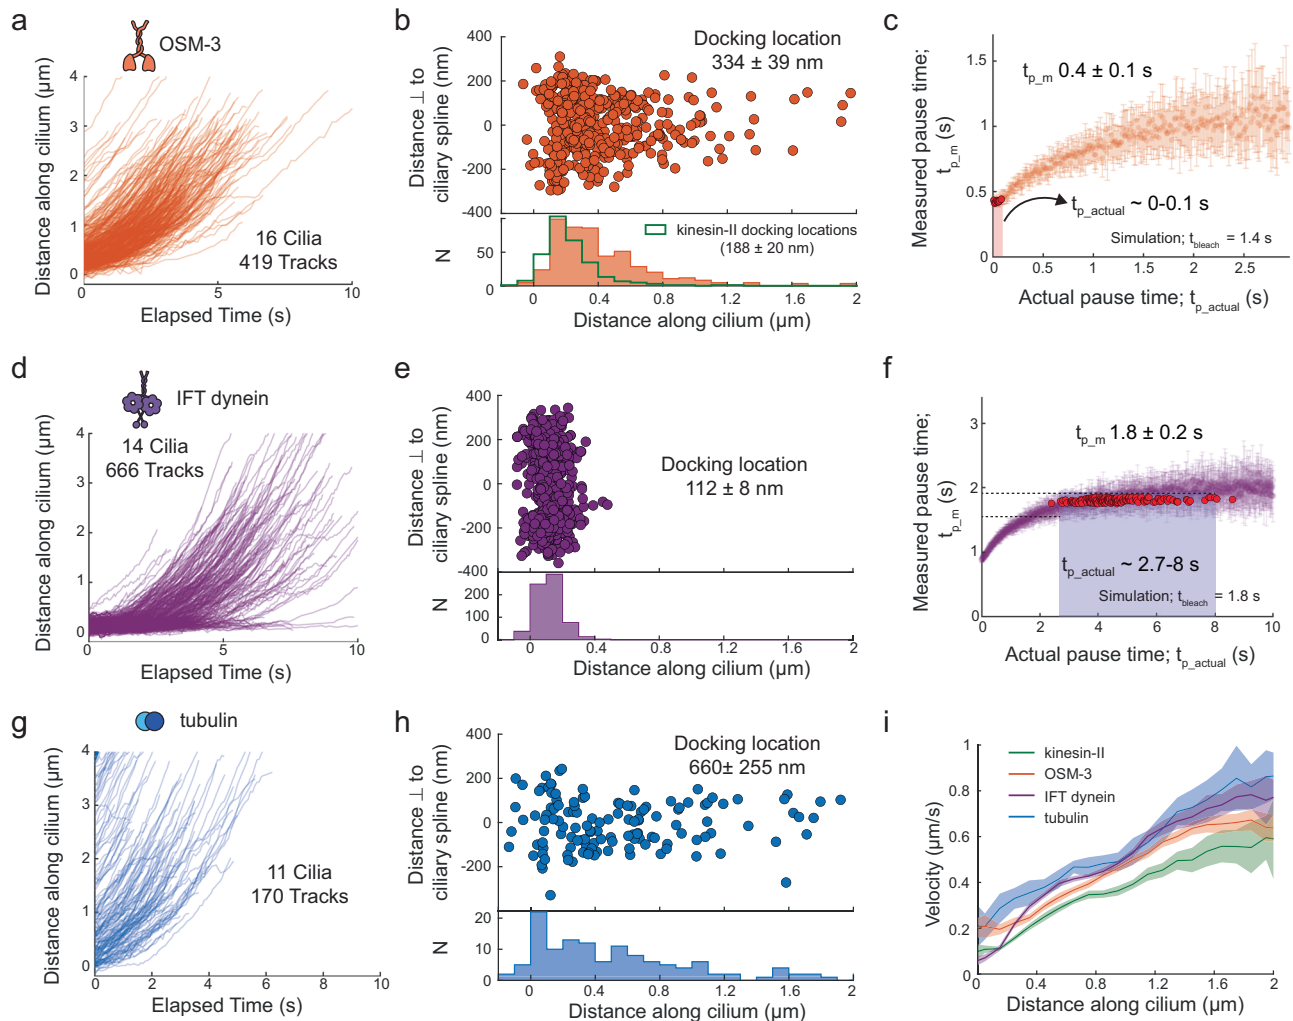 a
OSM-3
Distance along cilium (µm)
4
3
2
1
0
16 Cilia
419 Tracks
0
5
10
Elapsed Time (s)
b
Distance ⊥ to
ciliary spline (nm)
400
200
0
-200
-400
Docking location
334 ± 39 nm
N
50
0
kinesin-II docking locations
(188 ± 20 nm)
0
0.4
0.8
1.2
1.6
2
Distance along cilium (µm)
c
Measured pause time;
t_p_m (s)
1.5
1
0.5
0
t_p_m 0.4 ± 0.1 s
t_p_actual ~ 0-0.1 s
Simulation; t_bleach = 1.4 s
0
0.5
1
1.5
2
2.5
Actual pause time; t_p_actual (s)
d
IFT dynein
14 Cilia
666 Tracks
Distance along cilium (µm)
4
3
2
1
0
0
5
10
Elapsed Time (s)
e
Distance ⊥ to
ciliary spline (nm)
400
200
0
-200
-400
Docking location
112 ± 8 nm
N
200
100
0
0
0.4
0.8
1.2
1.6
2
Distance along cilium (µm)
f
Measured pause time;
t_p_m (s)
3
2
1
0
t_p_m 1.8 ± 0.2 s
t_p_actual ~ 2.7-8 s
Simulation; t_bleach = 1.8 s
0
2
4
6
8
10
Actual pause time; t_p_actual (s)
g
tubulin
Distance along cilium (µm)
4
3
2
1
0
11 Cilia
170 Tracks
0
2
4
6
8
10
Elapsed Time (s)
h
Distance ⊥ to
ciliary spline (nm)
400
200
0
-200
Docking location
660± 255 nm
N
20
10
0
0
0.4
0.8
1.2
1.6
2
Distance along cilium (µm)
i
Velocity (µm/s)
1
0.8
0.6
0.4
0.2
0
kinesin-II
OSM-3
IFT dynein
tubulin
0
0.4
0.8
1.2
1.6
2
Distance along cilium (µm)